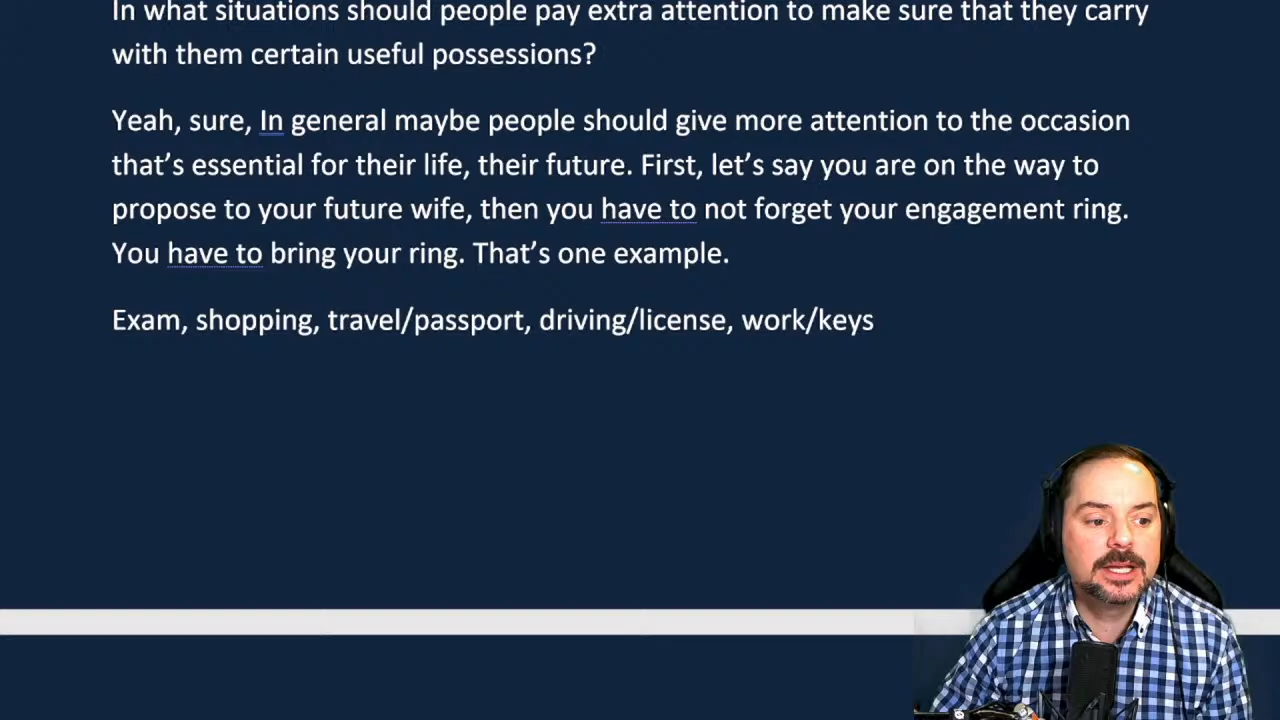 In what situations should people pay extra attention to make sure that they carry
with them certain useful possessions?
Yeah, sure, In general maybe people should give more attention to the occasion
that’s essential for their life, their future. First, let’s say you are on the way to
propose to your future wife, then you have to not forget your engagement ring.
You have to bring your ring. That’s one example.
Exam, shopping, travel/passport, driving/license, work/keys